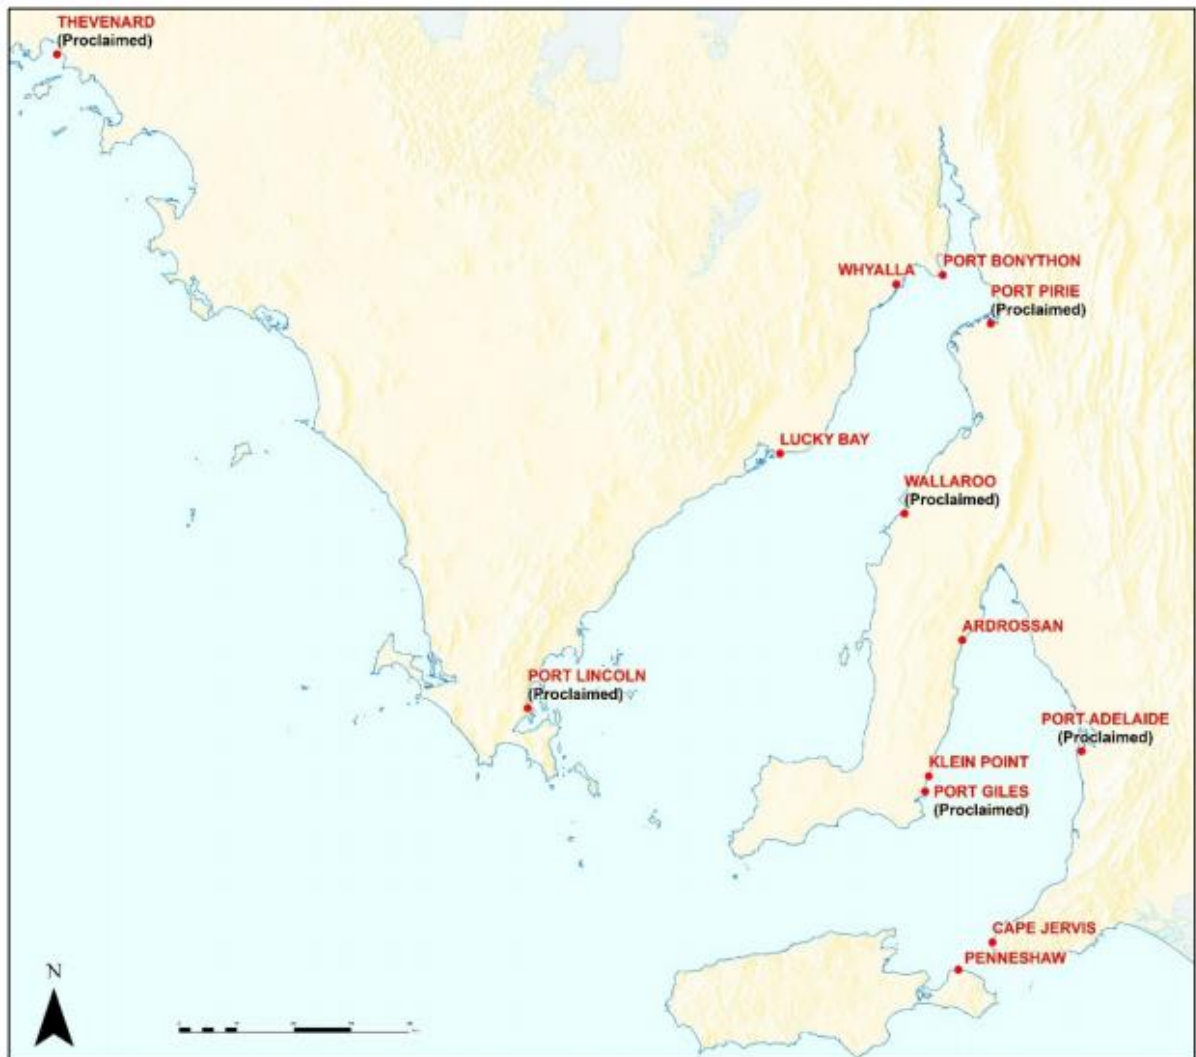 THEVENARD
(Proclaimed)
WHYALLA
PORT BONYTHON
PORT PIRIE
(Proclaimed)
LUCKY BAY
WALLAROO
(Proclaimed)
ARDROSSAN
PORT LINCOLN
(Proclaimed)
PORT ADELAIDE
(Proclaimed)
KLEIN POINT
PORT GILES
(Proclaimed)
CAPE JERVIS
PENNESHAW
N